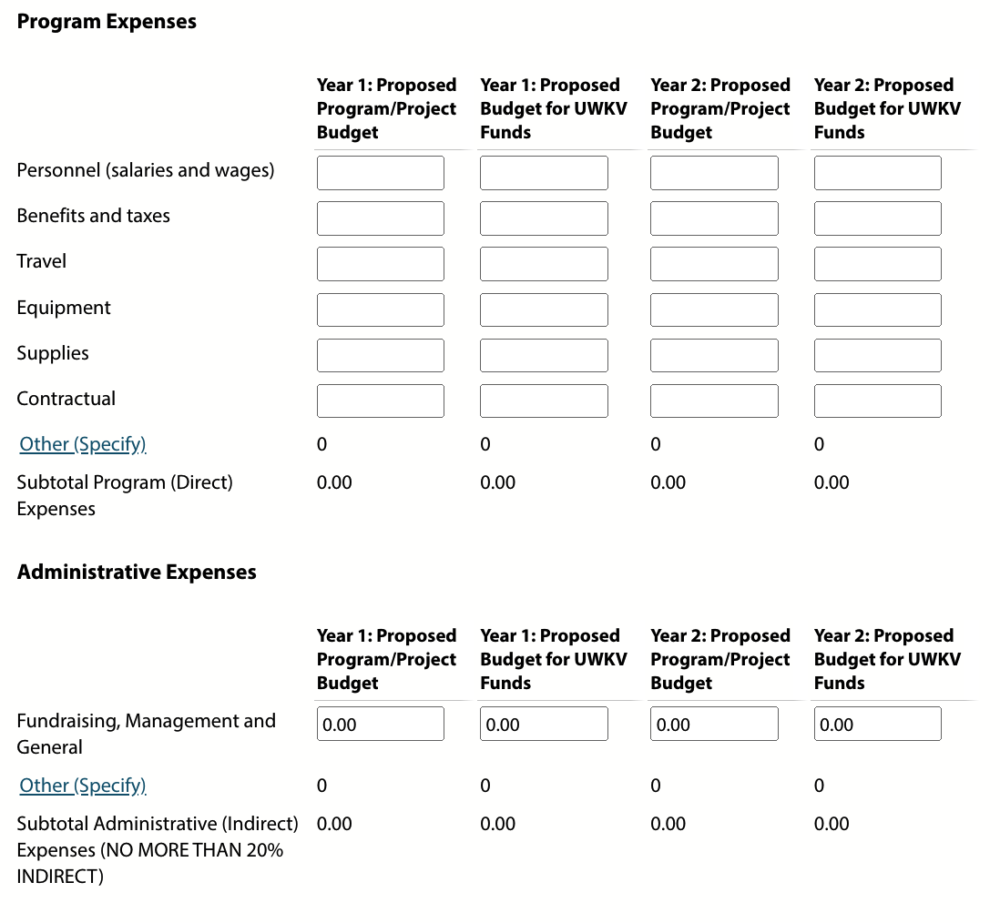 Program Expenses
Year 1: Proposed Program/Project Budget
Year 1: Proposed Budget for UWKV Funds
Year 2: Proposed Program/Project Budget
Year 2: Proposed Budget for UWKV Funds
Personnel (salaries and wages)
Benefits and taxes
Travel
Equipment
Supplies
Contractual
Other (Specify) 0 0 0 0
Subtotal Program (Direct) Expenses 0.00 0.00 0.00 0.00
Administrative Expenses
Year 1: Proposed Program/Project Budget
Year 1: Proposed Budget for UWKV Funds
Year 2: Proposed Program/Project Budget
Year 2: Proposed Budget for UWKV Funds
Fundraising, Management and General 0.00 0.00 0.00 0.00
Other (Specify) 0 0 0 0
Subtotal Administrative (Indirect) Expenses (NO MORE THAN 20% INDIRECT) 0.00 0.00 0.00 0.00